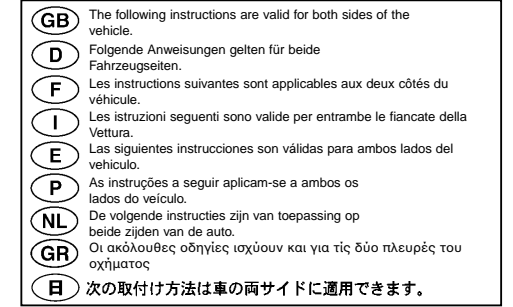 GB The following instructions are valid for both sides of the
vehicle.
D Folgende Anweisungen gelten für beide
Fahrzeugseiten.
F Les instructions suivantes sont applicables aux deux côtés du
véhicule.
I Les istruzioni seguenti sono valide per entrambe le fiancate della
Vettura.
E Las siguientes instrucciones son válidas para ambos lados del
vehiculo.
P As instruções a seguir aplicam-se a ambos os
lados do veículo.
NL De volgende instructies zijn van toepassing op
beide zijden van de auto.
GR Οι ακόλουθες οδηγίες ισχύουν και για τίς δύο πλευρές του
οχήματος
日 次の取付け方法は車の両サイドに適用できます。